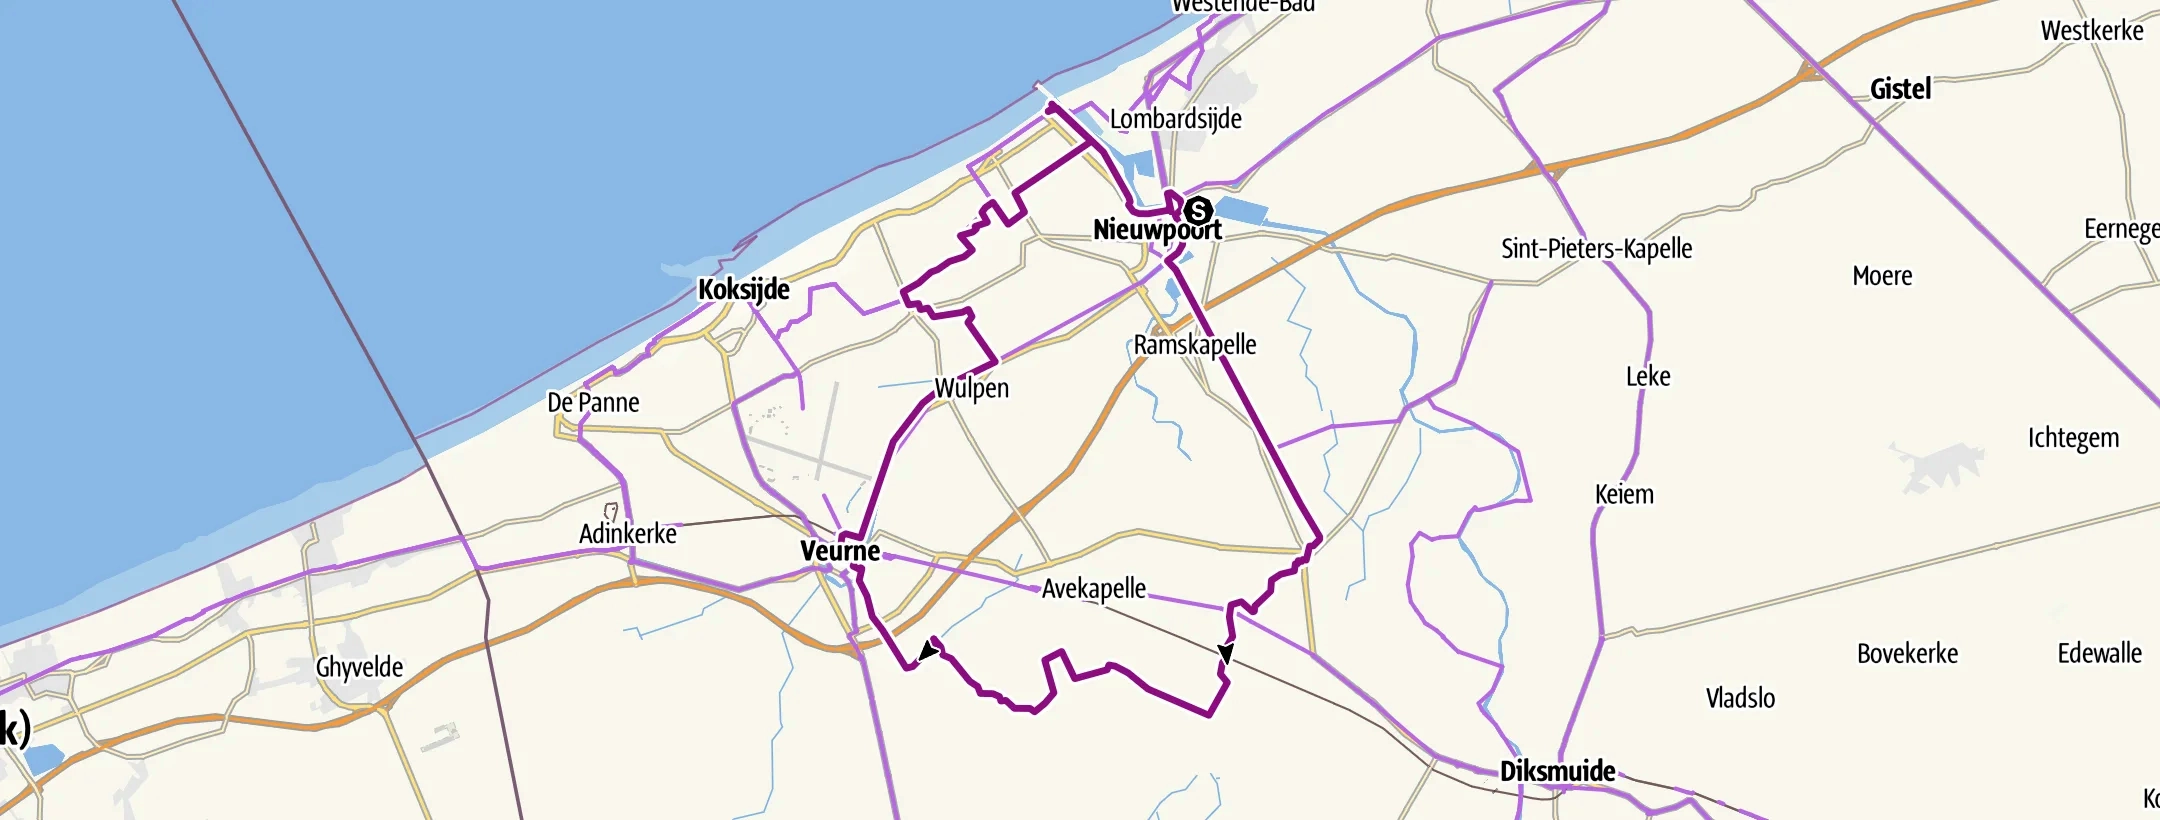 Westende-Bad
Westkerke
Gistel
Lombardsijde
S
Nieuwpoort
Eernege
Sint-Pieters-Kapelle
Moere
Koksijde
Ramskapelle
Leke
Wulpen
De Panne
Ichtegem
Keiem
Adinkerke
Veurne
Avekapelle
Ghyvelde
Bovekerke
Edewalle
Vladslo
k)
Diksmuide
Ko